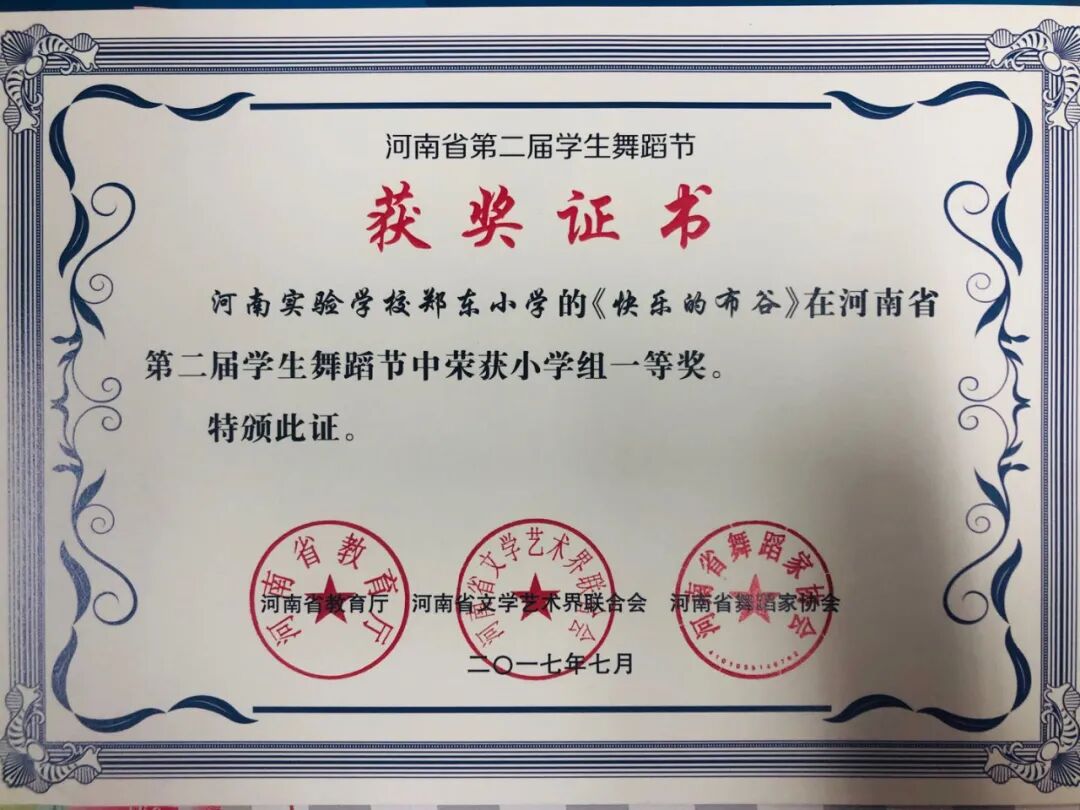 河南省第二届学生舞蹈节
获奖证书
河南实验学校郑东小学的《快乐的布谷》在河南省
第二届学生舞蹈节中荣获小学组一等奖。
特颁此证。
河南省教育厅
河南省文学艺术界联合会
河南省舞蹈家协会
河南省教育厅 河南省文学艺术界联合会 河南省舞蹈家协会
二〇一七年七月